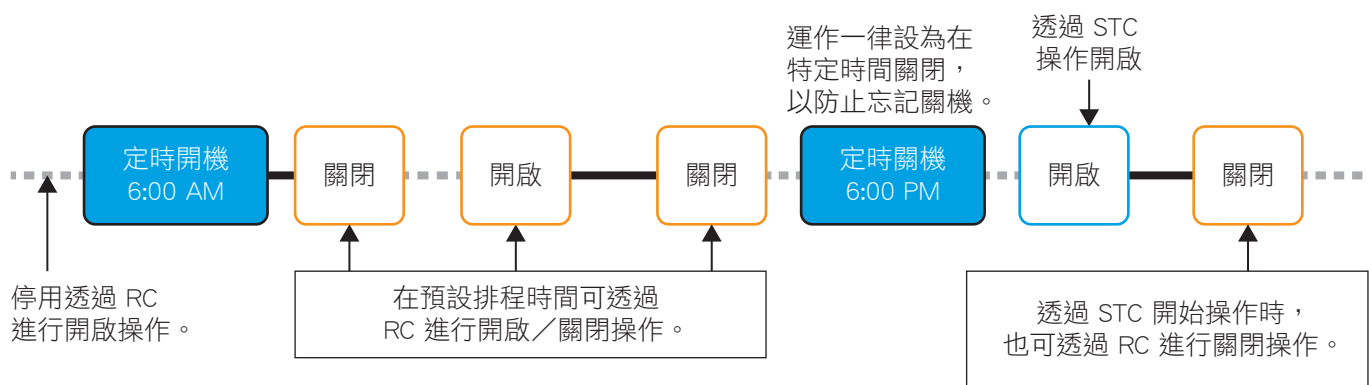 運作一律設為在
特定時間關閉，
以防止忘記關機。
透過 STC
操作開啟
定時開機
6:00 AM
關閉
開啟
關閉
定時關機
6:00 PM
開啟
關閉
停用透過 RC
進行開啟操作。
在預設排程時間可透過
RC 進行開啟／關閉操作。
透過 STC 開始操作時，
也可透過 RC 進行關閉操作。